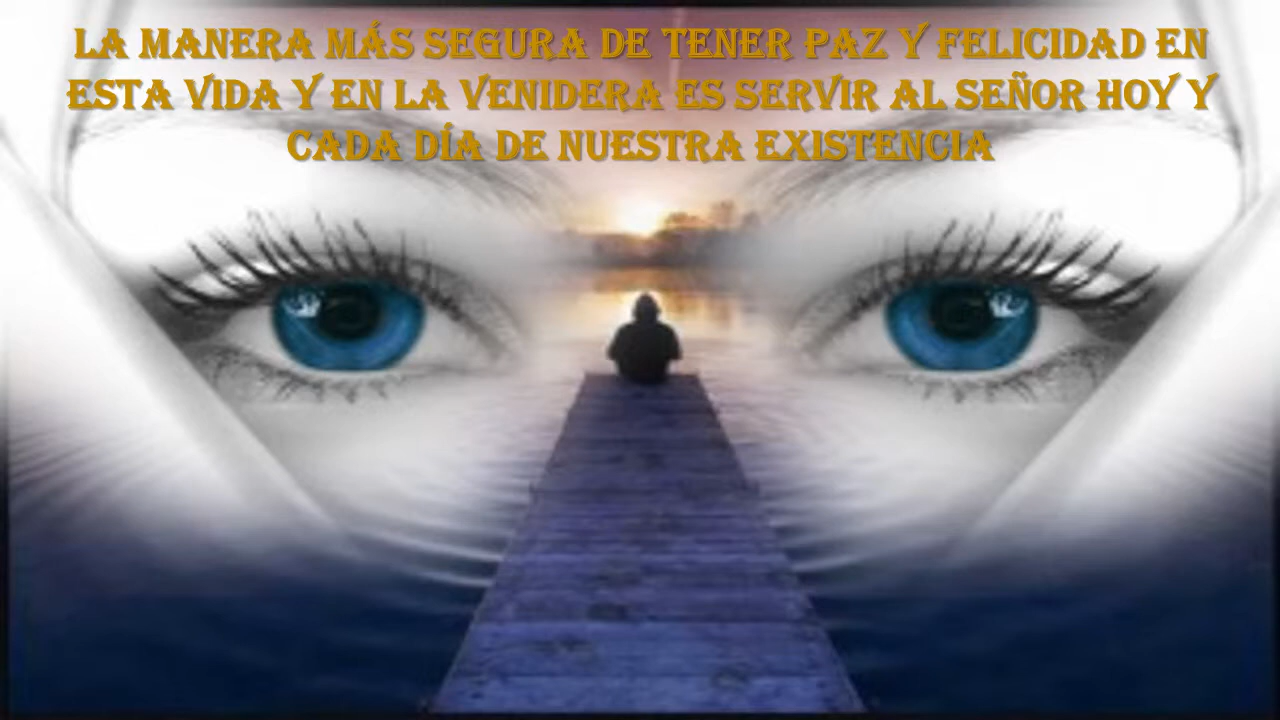 LA MANERA MÁS SEGURA DE TENER PAZ Y FELICIDAD EN
ESTA VIDA Y EN LA VENIDERA ES SERVIR AL SEÑOR HOY Y
CADA DÍA DE NUESTRA EXISTENCIA